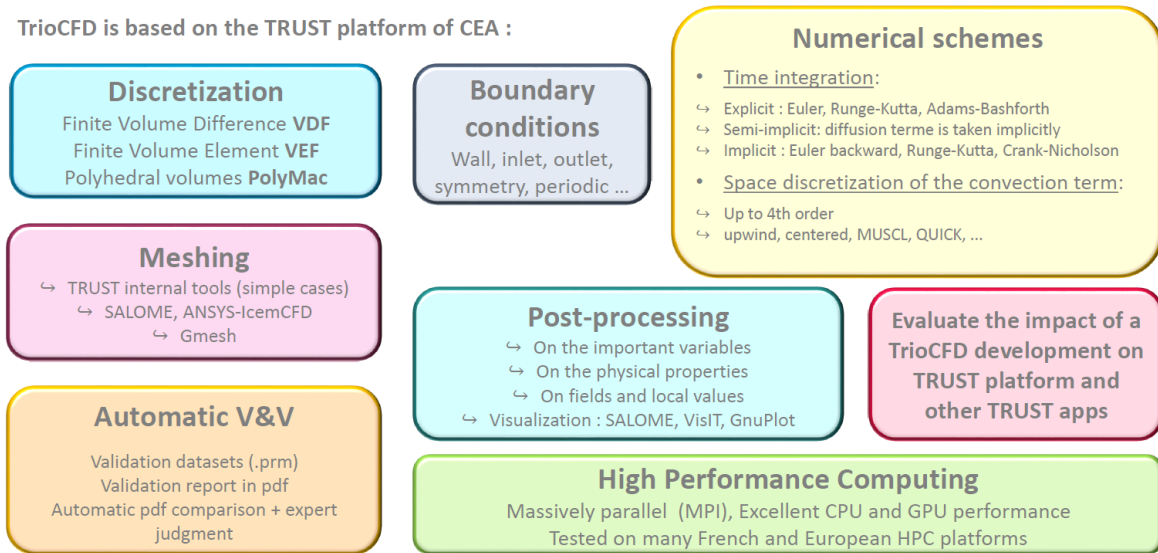 TrioCFD is based on the TRUST platform of CEA :
Discretization
Finite Volume Difference VDF
Finite Volume Element VEF
Polyhedral volumes PolyMac
Boundary
conditions
Wall, inlet, outlet,
symmetry, periodic ...
Numerical schemes
• Time integration:
↪ Explicit : Euler, Runge-Kutta, Adams-Bashforth
↪ Semi-implicit: diffusion terme is taken implicitly
↪ Implicit : Euler backward, Runge-Kutta, Crank-Nicholson
• Space discretization of the convection term:
↪ Up to 4th order
↪ upwind, centered, MUSCL, QUICK, ...
Meshing
↪ TRUST internal tools (simple cases)
↪ SALOME, ANSYS-IcemCFD
↪ Gmesh
Post-processing
↪ On the important variables
↪ On the physical properties
↪ On fields and local values
↪ Visualization : SALOME, VisIT, GnuPlot
Evaluate the impact of a
TrioCFD development on
TRUST platform and
other TRUST apps
Automatic V&V
Validation datasets (.prm)
Validation report in pdf
Automatic pdf comparison + expert
judgment
High Performance Computing
Massively parallel (MPI), Excellent CPU and GPU performance
Tested on many French and European HPC platforms